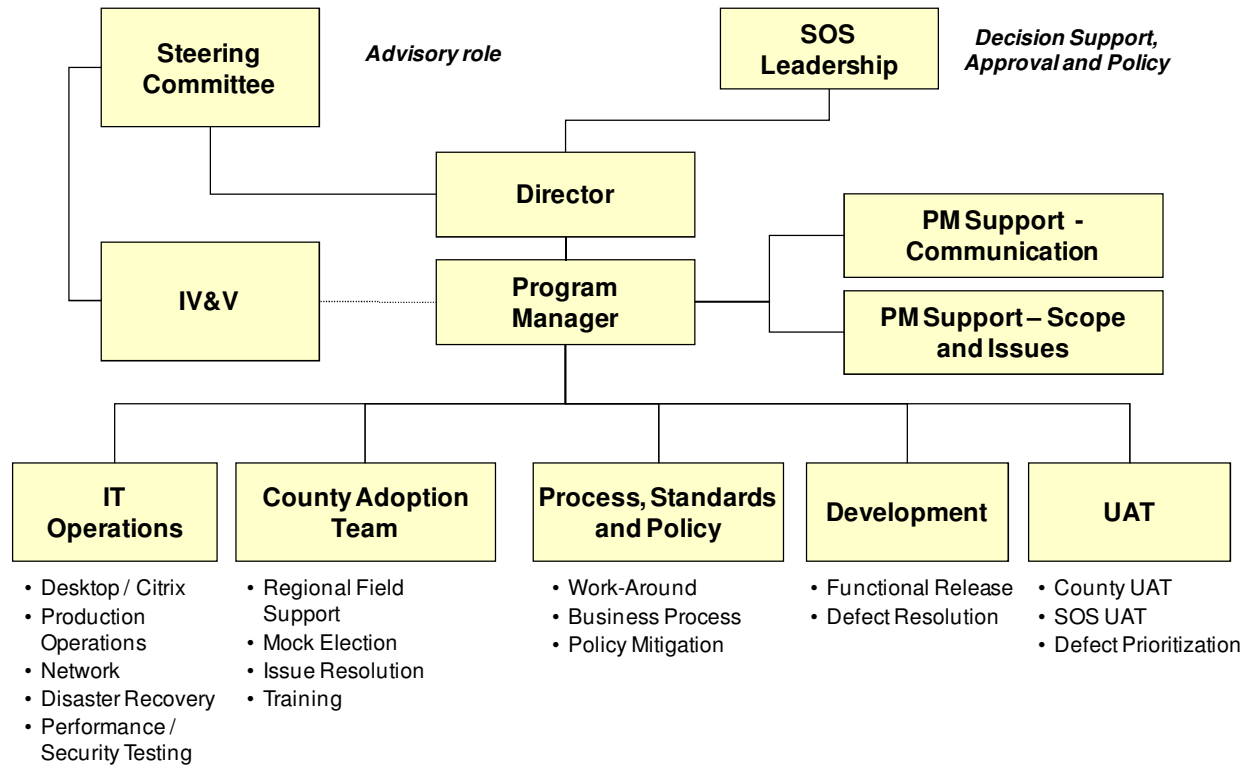 Steering
Committee
Advisory role
SOS
Leadership
Decision Support,
Approval and Policy
Director
PM Support -
Communication
IV&V
Program
Manager
PM Support – Scope
and Issues
IT
Operations
• Desktop / Citrix
• Production
Operations
• Network
• Disaster Recovery
• Performance /
Security Testing
County Adoption
Team
• Regional Field
Support
• Mock Election
• Issue Resolution
• Training
Process, Standards
and Policy
• Work-Around
• Business Process
• Policy Mitigation
Development
• Functional Release
• Defect Resolution
UAT
• County UAT
• SOS UAT
• Defect Prioritization